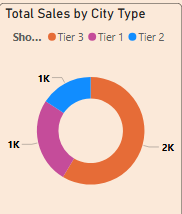 Total Sales by City Type
Sho... Tier 3 Tier 1 Tier 2
1K
1K
2K